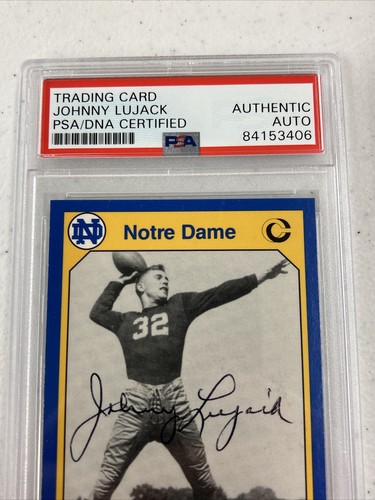 TRADING CARD
JOHNNY LUJACK
PSA/DNA CERTIFIED
AUTHENTIC
AUTO
84153406
PSA
ND
Notre Dame
C
32
Johnny Lujack